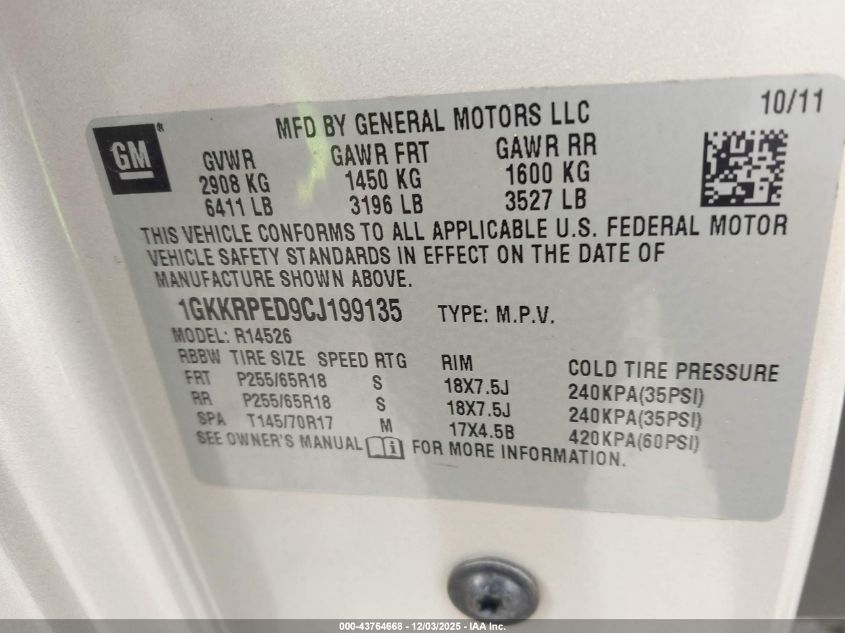 10/11
MFD BY GENERAL MOTORS LLC
GM®
GVWR GAWR FRT GAWR RR
2908 KG 1450 KG 1600 KG
6411 LB 3196 LB 3527 LB
THIS VEHICLE CONFORMS TO ALL APPLICABLE U.S. FEDERAL MOTOR
VEHICLE SAFETY STANDARDS IN EFFECT ON THE DATE OF
MANUFACTURE SHOWN ABOVE.
1GKKRPED9CJ199135 TYPE: M.P.V.
MODEL: R14526
RBBW TIRE SIZE SPEED RTG RIM COLD TIRE PRESSURE
FRT P255/65R18 S 18X7.5J 240KPA(35PSI)
RR P255/65R18 S 18X7.5J 240KPA(35PSI)
SPA T145/70R17 M 17X4.5B 420KPA(60PSI)
SEE OWNER'S MANUAL FOR MORE INFORMATION.
000-43764668 - 12/03/2025 - IAA Inc.